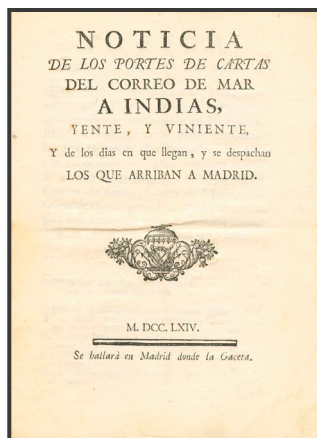 NOTICIA
DE LOS PORTES DE CARTAS
DEL CORREO DE MAR
A INDIAS,
YENTE, Y VINIENTE,
Y de los dias en que llegan, y se despachan
LOS QUE ARRIBAN A MADRID.
M. DCC. LXIV.
Se hallarà en Madrid donde la Gaceta.